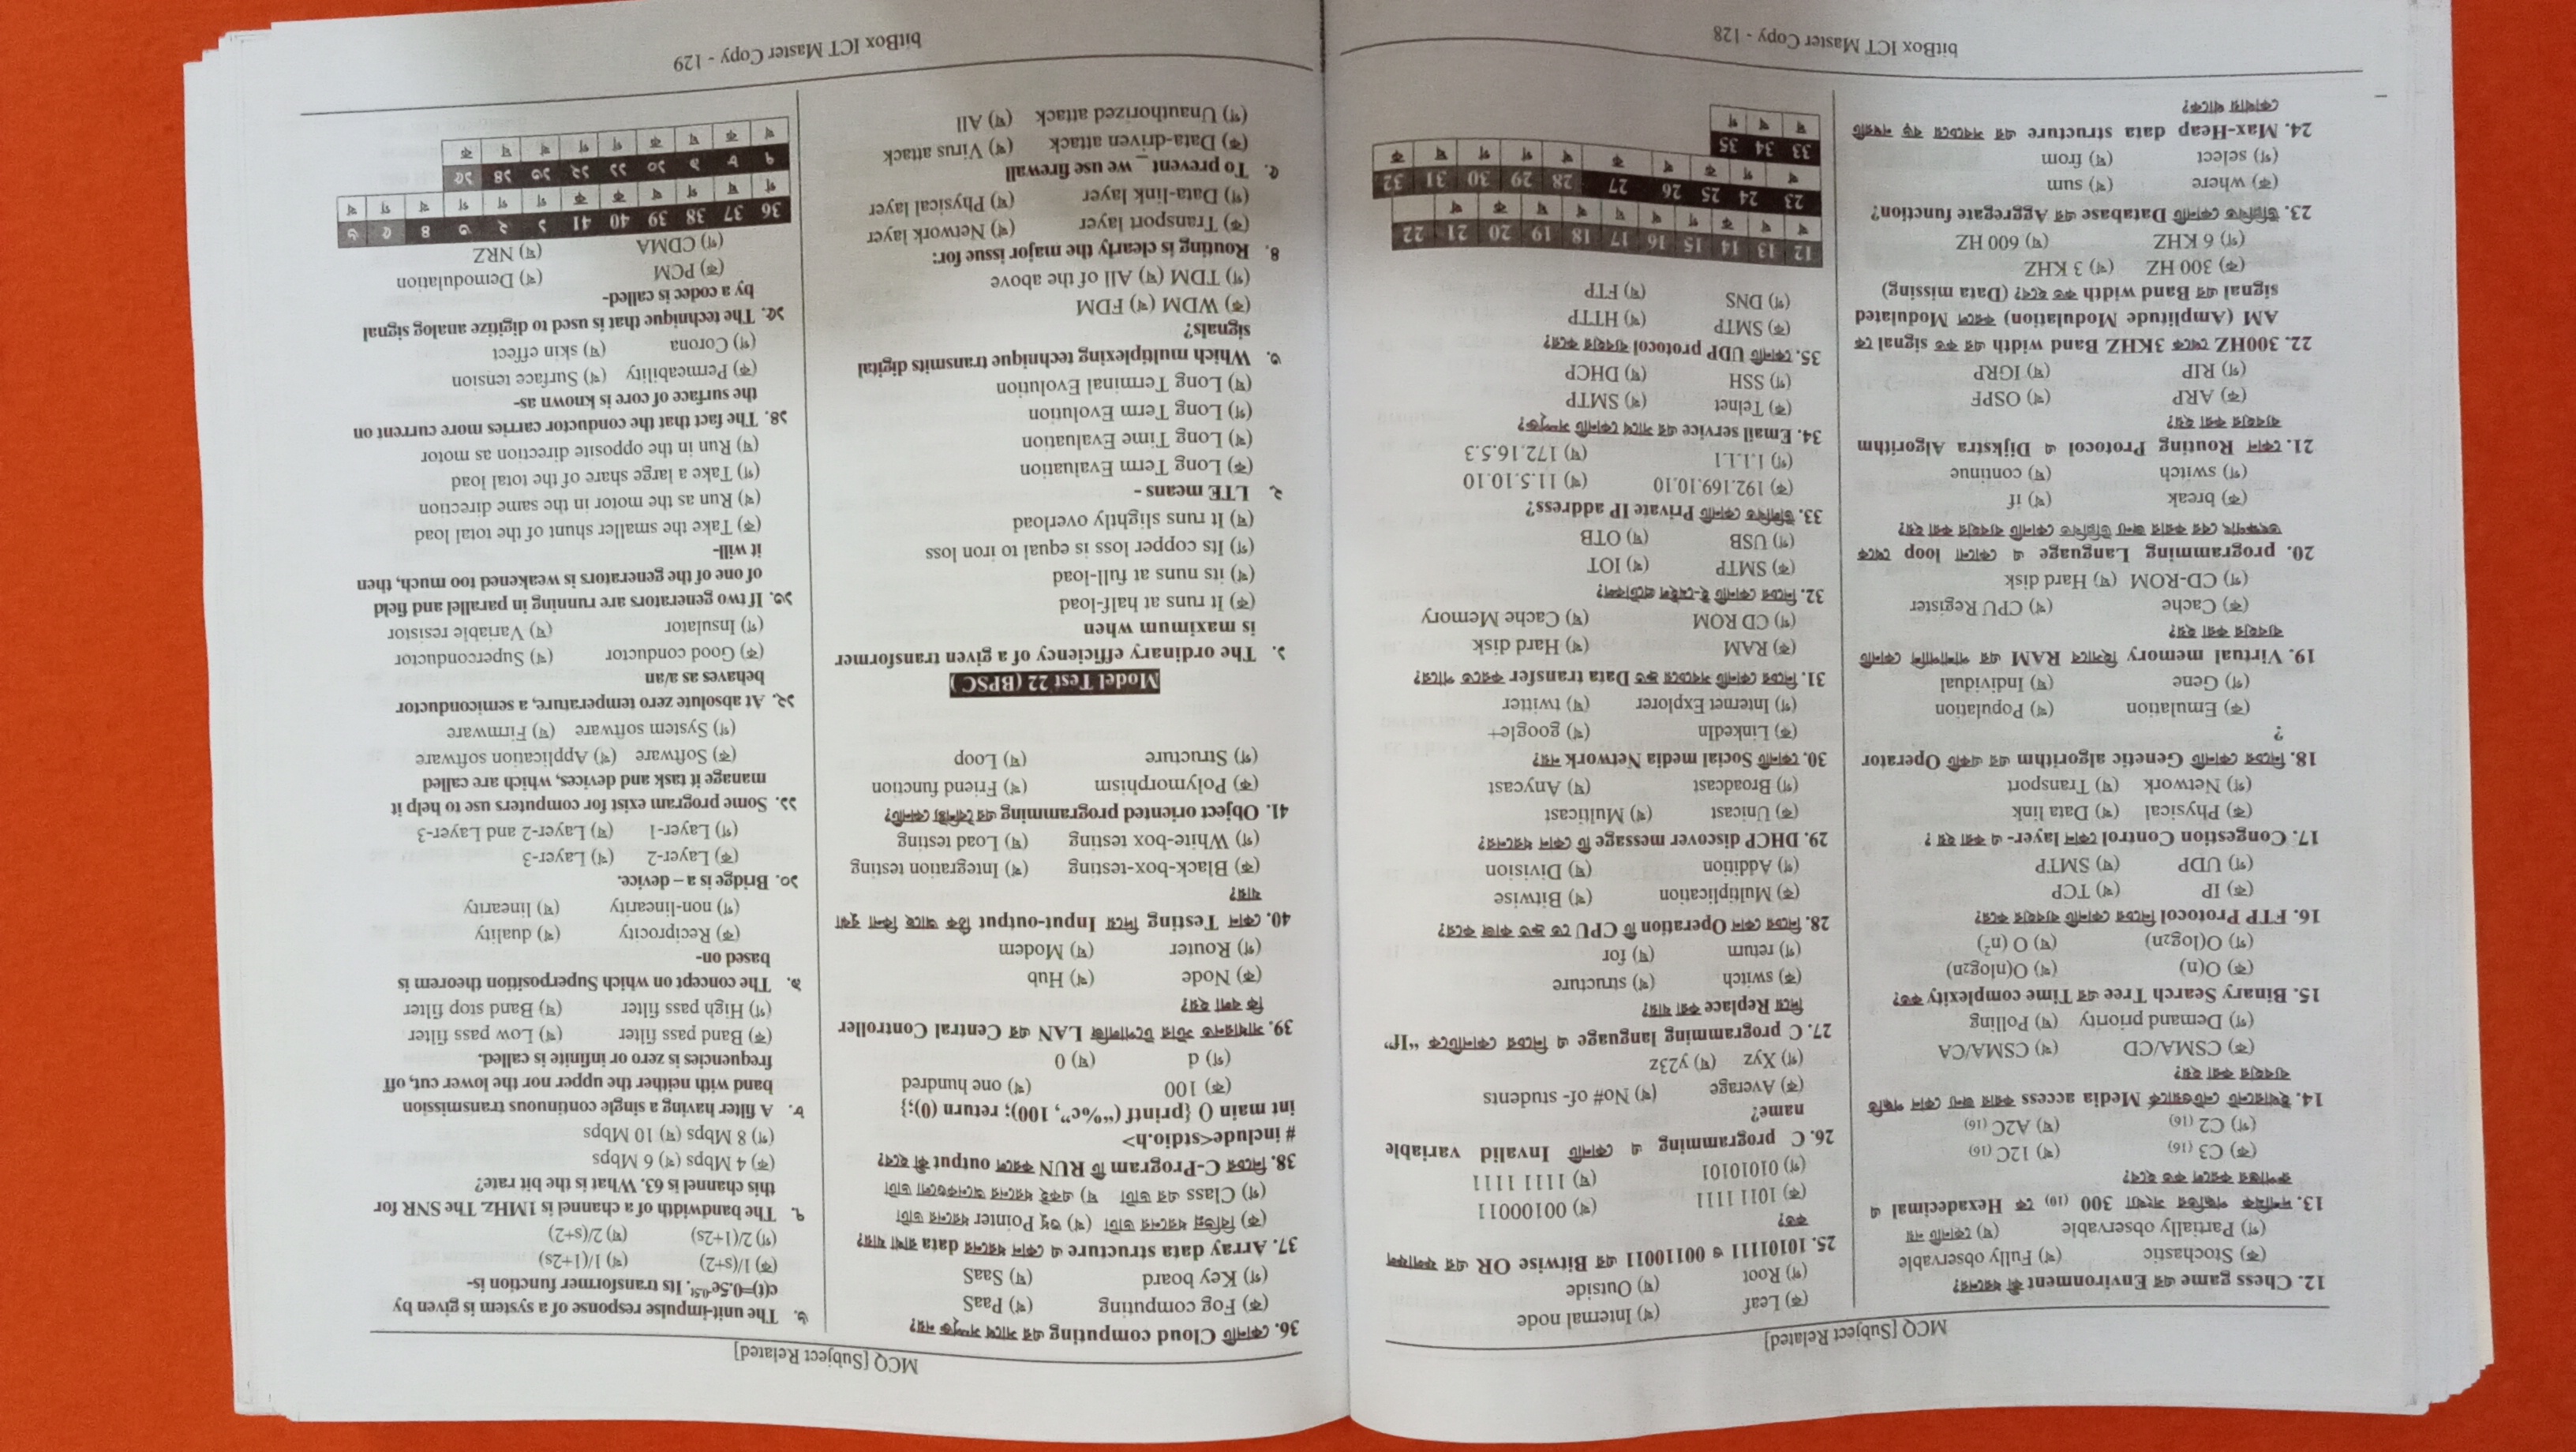 MCQ [Subject Related]
12. Chess game এর Environment কী ধরনের?
(ক) Stochastic (খ) Fully observable
(গ) Partially observable (ঘ) কোনটি নয়
13. দশমিক পদ্ধতির সংখ্যা 300 (10) কে Hexadecimal এ
রূপান্তর করলে কত হবে?
(ক) C3 (16) (খ) 12C (16)
(গ) C2 (16) (ঘ) A2C (16)
14. ইথারনেট নেটওয়ার্কে Media access করার জন্য কোন পদ্ধতি
ব্যবহার করা হয়?
(ক) CSMA/CD (খ) CSMA/CA
(গ) Demand priority (ঘ) Polling
15. Binary Search Tree এর Time complexity কত?
(ক) O(n) (খ) O(nlog2n)
(গ) O(log2n) (ঘ) O (n²)
16. FTP Protocol নিচের কোনটি ব্যবহার করে?
(ক) IP (খ) TCP
(গ) UDP (ঘ) SMTP
17. Congestion Control কোন layer- এ করা হয় ?
(ক) Physical (খ) Data link
(গ) Network (ঘ) Transport
18. নিচের কোনটি Genetic algorithm এর একটি Operator
?
(ক) Emulation (খ) Population
(গ) Gene (ঘ) Individual
19. Virtual memory হিসাবে RAM এর পাশাপাশি কোনটি
ব্যবহার করা হয়?
(ক) Cache (খ) CPU Register
(গ) CD-ROM (ঘ) Hard disk
20. programming Language এ কোনো loop থেকে
তৎক্ষণাৎ বের করার জন্য উল্লিখিত কোনটি ব্যবহার করা হয়?
(ক) break (খ) if
(গ) switch (ঘ) continue
21. কোন Routing Protocol এ Dijkstra Algorithm
ব্যবহার করা হয়?
(ক) ARP (খ) OSPF
(গ) RIP (ঘ) IGRP
22. 300HZ থেকে 3KHZ Band width এর কত signal কে
AM (Amplitude Modulation) করলে Modulated
signal এর Band width কত হবে? (Data missing)
(ক) 300 HZ (খ) 3 KHZ
(গ) 6 KHZ (ঘ) 600 HZ
23. উল্লিখিত কোনটি Database এর Aggregate function?
(ক) where (খ) sum
(গ) select (ঘ) from
24. Max-Heap data structure এর সবচেয়ে বড় নম্বরটি
কোথায় থাকে?
(ক) Leaf (খ) Internal node
(গ) Root (ঘ) Outside
25. 10101111 ও 00110011 এর Bitwise OR এর ফলাফল
কত?
(ক) 1011 1111 (খ) 00100011
(গ) 01010101 (ঘ) 1111 1111
26. C programming এ কোনটি Invalid variable
name?
(ক) Average (খ) No# of- students
(গ) Xyz (ঘ) y23z
27. C programming language এ নিচের কোনটিকে “If”
দিয়ে Replace করা যায়?
(ক) switch (খ) structure
(গ) return (ঘ) for
28. নিচের কোন Operation টি CPU তে দ্রুত কাজ করে?
(ক) Multiplication (খ) Bitwise
(গ) Addition (ঘ) Division
29. DHCP discover message টি কোন ধরনের?
(ক) Unicast (খ) Multicast
(গ) Broadcast (ঘ) Anycast
30. কোনটি Social media Network নয়?
(ক) LinkedIn (খ) google+
(গ) Internet Explorer (ঘ) twitter
31. নিচের কোনটি সবচেয়ে দ্রুত Data transfer করতে পারে?
(ক) RAM (খ) Hard disk
(গ) CD ROM (ঘ) Cache Memory
32. নিচের কোনটি ই-মেইল প্রটোকল?
(ক) SMTP (খ) IOT
(গ) USB (ঘ) OTB
33. উলিখিত কোনটি Private IP address?
(ক) 192.169.10.10 (খ) 11.5.10.10
(গ) 1.1.1.1 (ঘ) 172.16.5.3
34. Email service এর সাথে কোনটি সম্পৃক্ত?
(ক) Telnet (খ) SMTP
(গ) SSH (ঘ) DHCP
35. কোনটি UDP protocol ব্যবহার করে?
(ক) SMTP (খ) HTTP
(গ) DNS (ঘ) FTP
12 13 14 15 16 17 18 19 20 21 22
খ খ ক গ খ ঘ খ ঘ ক খ
23 24 25 26 27 28 29 30 31 32
খ গ ক খ ক খ গ গ ঘ ক
33 34 35
ঘ খ গ
bitBox ICT Master Copy - 128
MCQ [Subject Related]
36. কোনটি Cloud computing এর সাথে সম্পৃক্ত নয়?
(ক) Fog computing (খ) PaaS
(গ) Key board (ঘ) SaaS
37. Array data structure এ কোন ধরনের data রাখা যায়?
(ক) বিভিন্ন ধরনের ডাটা (খ) শুধু Pointer ধরনের ডাটা
(গ) Class এর ডাটা ঘ) একই ধরনের অনেকগুলো ডাটা
38. নিচের C-Program টি RUN করলে output কী হবে?
# include<stdio.h>
int main () {printf (“%c”, 100); return (0);}
(ক) 100 (খ) one hundred
(গ) d (ঘ) 0
39. সাধারনত স্টার টপোলজি LAN এর Central Controller
কি বলা হয়?
(ক) Node (খ) Hub
(গ) Router (ঘ) Modem
40. কোন Testing দিয়ে Input-output ঠিক আছে কিনা বুঝা
যায়?
(ক) Black-box-testing (খ) Integration testing
(গ) White-box testing (ঘ) Load testing
41. Object oriented programming এর বৈশিষ্ট্য কোনটি?
(ক) Polymorphism (খ) Friend function
(গ) Structure (ঘ) Loop
Model Test 22 (BPSC )
১. The ordinary efficiency of a given transformer
is maximum when
(ক) It runs at half-load
(খ) its nuns at full-load
(গ) Its copper loss is equal to iron loss
(ঘ) It runs slightly overload
২. LTE means -
(ক) Long Term Evaluation
(খ) Long Time Evaluation
(গ) Long Term Evolution
(ঘ) Long Terminal Evolution
৩. Which multiplexing technique transmits digital
signals?
(ক) WDM (খ) FDM
(গ) TDM (ঘ) All of the above
৪. Routing is clearly the major issue for:
(ক) Transport layer (খ) Network layer
(গ) Data-link layer (ঘ) Physical layer
৫. To prevent _ we use firewall
(ক) Data-driven attack (খ) Virus attack
(গ) Unauthorized attack (ঘ) All
৬. The unit-impulse response of a system is given by
c(t)=0.5e-0.5t. Its transformer function is-
(ক) 1/(s+2) (খ) 1/(1+2s)
(গ) 2/(1+2s) (ঘ) 2/(s+2)
৭. The bandwidth of a channel is 1MHz. The SNR for
this channel is 63. What is the bit rate?
(ক) 4 Mbps (খ) 6 Mbps
(গ) 8 Mbps (ঘ) 10 Mbps
৮. A filter having a single continuous transmission
band with neither the upper nor the lower cut, off
frequencies is zero or infinite is called.
(ক) Band pass filter (খ) Low pass filter
(গ) High pass filter (ঘ) Band stop filter
৯. The concept on which Superposition theorem is
based on-
(ক) Reciprocity (খ) duality
(গ) non-linearity (ঘ) linearity
১০. Bridge is a – device.
(ক) Layer-2 (খ) Layer-3
(গ) Layer-1 (ঘ) Layer-2 and Layer-3
১১. Some program exist for computers use to help it
manage it task and devices, which are called
(ক) Software (খ) Application software
(গ) System software (ঘ) Firmware
১২. At absolute zero temperature, a semiconductor
behaves as a/an
(ক) Good conductor (খ) Superconductor
(গ) Insulator (ঘ) Variable resistor
১৩. If two generators are running in parallel and field
of one of the generators is weakened too much, then
it will-
(ক) Take the smaller shunt of the total load
(খ) Run as the motor in the same direction
(গ) Take a large share of the total load
(ঘ) Run in the opposite direction as motor
১৪. The fact that the conductor carries more current on
the surface of core is known as-
(ক) Permeability (খ) Surface tension
(গ) Corona (ঘ) skin effect
১৫. The technique that is used to digitize analog signal
by a codec is called-
(ক) PCM (খ) Demodulation
(গ) CDMA (ঘ) NRZ
36 37 38 39 40 41 ১ ২ ৩ ৪ ৫ ৬
গ ঘ গ খ ক ক গ গ গ খ গ খ
৭ ৮ ৯ ১০ ১১ ১২ ১৩ ১৪ ১৫
খ ক ঘ ক গ গ খ ঘ ক
bitBox ICT Master Copy - 129